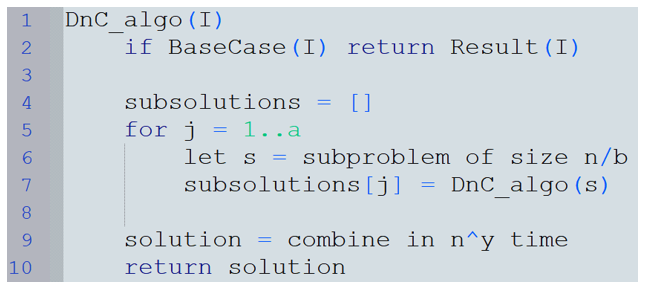 1 DnC_algo(I)
2 if BaseCase(I) return Result(I)
3
4 subsolutions = []
5 for j = 1..a
6 let s = subproblem of size n/b
7 subsolutions[j] = DnC_algo(s)
8
9 solution = combine in n^y time
10 return solution